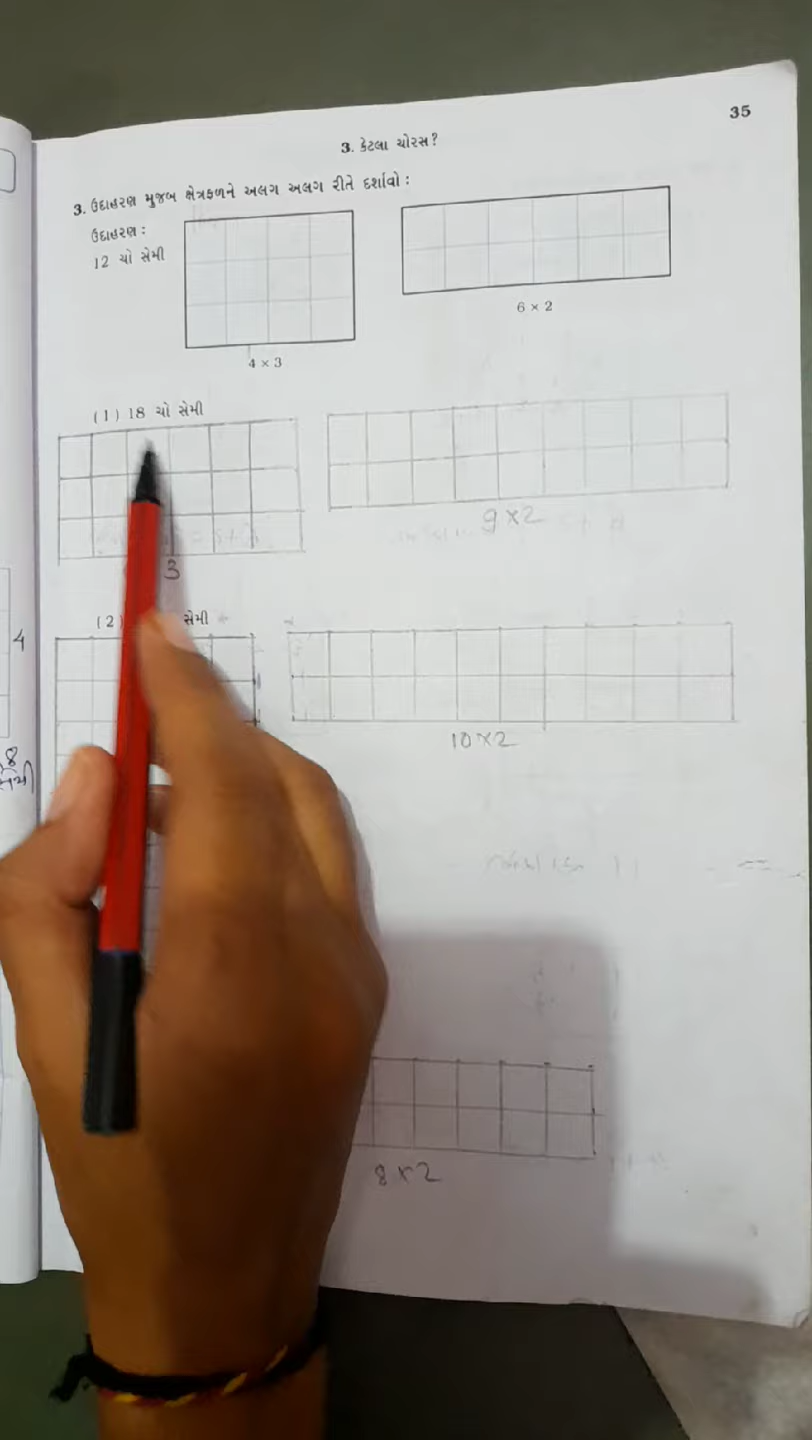 35
3. કેટલા ચોરસ?
3. ઉદાહરણ મુજબ ક્ષેત્રફળને અલગ અલગ રીતે દર્શાવો :
ઉદાહરણ :
12 ચો સેમી
4 × 3
6 × 2
(1) 18 ચો સેમી
3
9 × 2
(2) સેમી
4
10 × 2
8
8 × 2